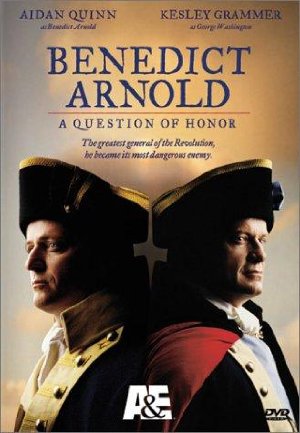 AIDAN QUINN
as Benedict Arnold
KESLEY GRAMMER
as George Washington
BENEDICT
ARNOLD
A QUESTION OF HONOR
The greatest general of the Revolution,
he became its most dangerous enemy.
A&E
DVD